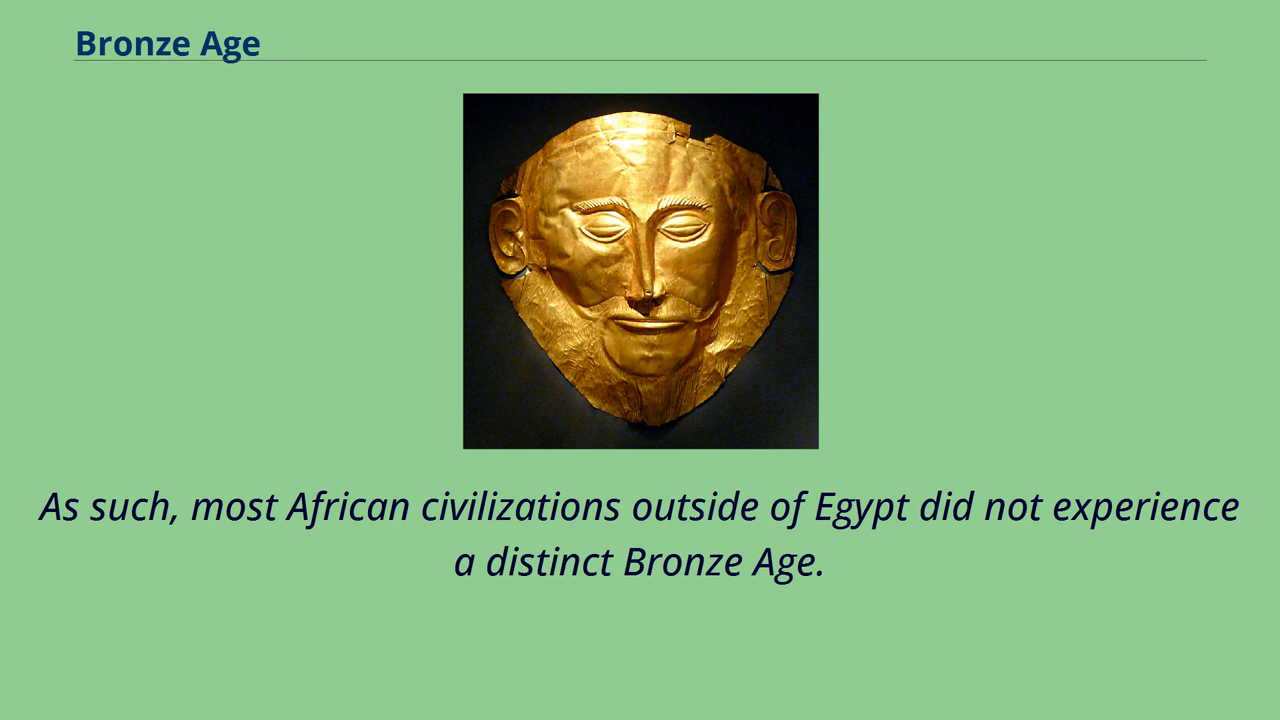 Bronze Age
As such, most African civilizations outside of Egypt did not experience
a distinct Bronze Age.